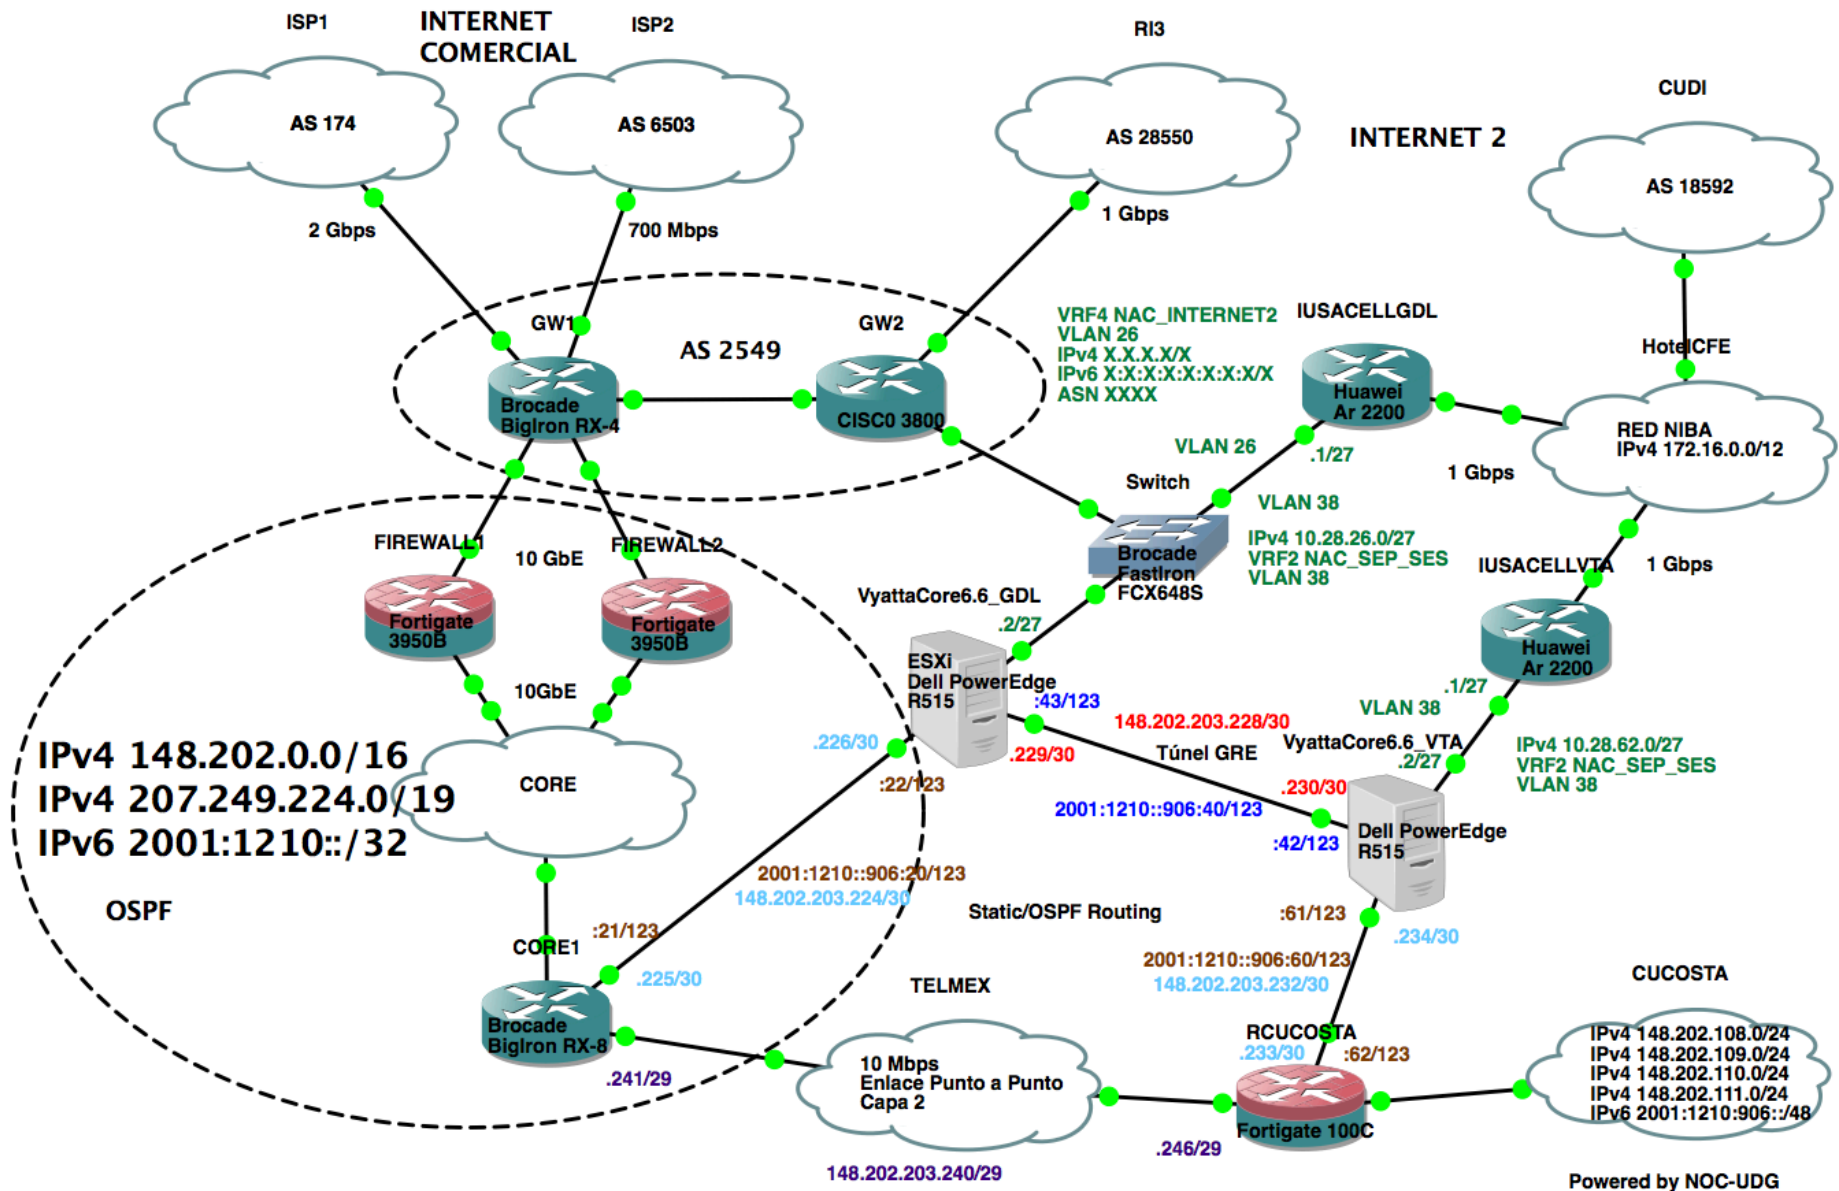 ISP1
INTERNET
COMERCIAL
ISP2
RI3
CUDI
AS 174
AS 6503
AS 28550
INTERNET 2
AS 18592
2 Gbps
700 Mbps
1 Gbps
GW1
AS 2549
GW2
VRF4 NAC_INTERNET2
VLAN 26
IPv4 X.X.X.X/X
IPv6 X:X:X:X:X:X:X:X/X
ASN XXXX
IUSACELLGDL
HotelCFE
Brocade
BigIron RX-4
CISC0 3800
Huawei
Ar 2200
RED NIBA
IPv4 172.16.0.0/12
VLAN 26
.1/27
1 Gbps
Switch
VLAN 38
Brocade
FastIron
FCX648S
IPv4 10.28.26.0/27
VRF2 NAC_SEP_SES
VLAN 38
FIREWALL1
10 GbE
FIREWALL2
IUSACELLVTA
1 Gbps
Fortigate
3950B
Fortigate
3950B
VyattaCore6.6_GDL
.2/27
Huawei
Ar 2200
ESXi
Dell PowerEdge
R515
10GbE
:43/123
.1/27
VLAN 38
148.202.203.228/30
Túnel GRE
VyattaCore6.6_VTA
.2/27
IPv4 10.28.62.0/27
VRF2 NAC_SEP_SES
VLAN 38
IPv4 148.202.0.0/16
IPv4 207.249.224.0/19
IPv6 2001:1210::/32
CORE
.226/30
.229/30
:22/123
.230/30
2001:1210::906:40/123
:42/123
Dell PowerEdge
R515
2001:1210::906:20/123
148.202.203.224/30
OSPF
Static/OSPF Routing
:61/123
.234/30
:21/123
CORE1
.225/30
2001:1210::906:60/123
148.202.203.232/30
TELMEX
CUCOSTA
Brocade
BigIron RX-8
.241/29
10 Mbps
Enlace Punto a Punto
Capa 2
RCUCOSTA
.233/30
:62/123
IPv4 148.202.108.0/24
IPv4 148.202.109.0/24
IPv4 148.202.110.0/24
IPv4 148.202.111.0/24
IPv6 2001:1210:906::/48
Fortigate 100C
.246/29
148.202.203.240/29
Powered by NOC-UDG